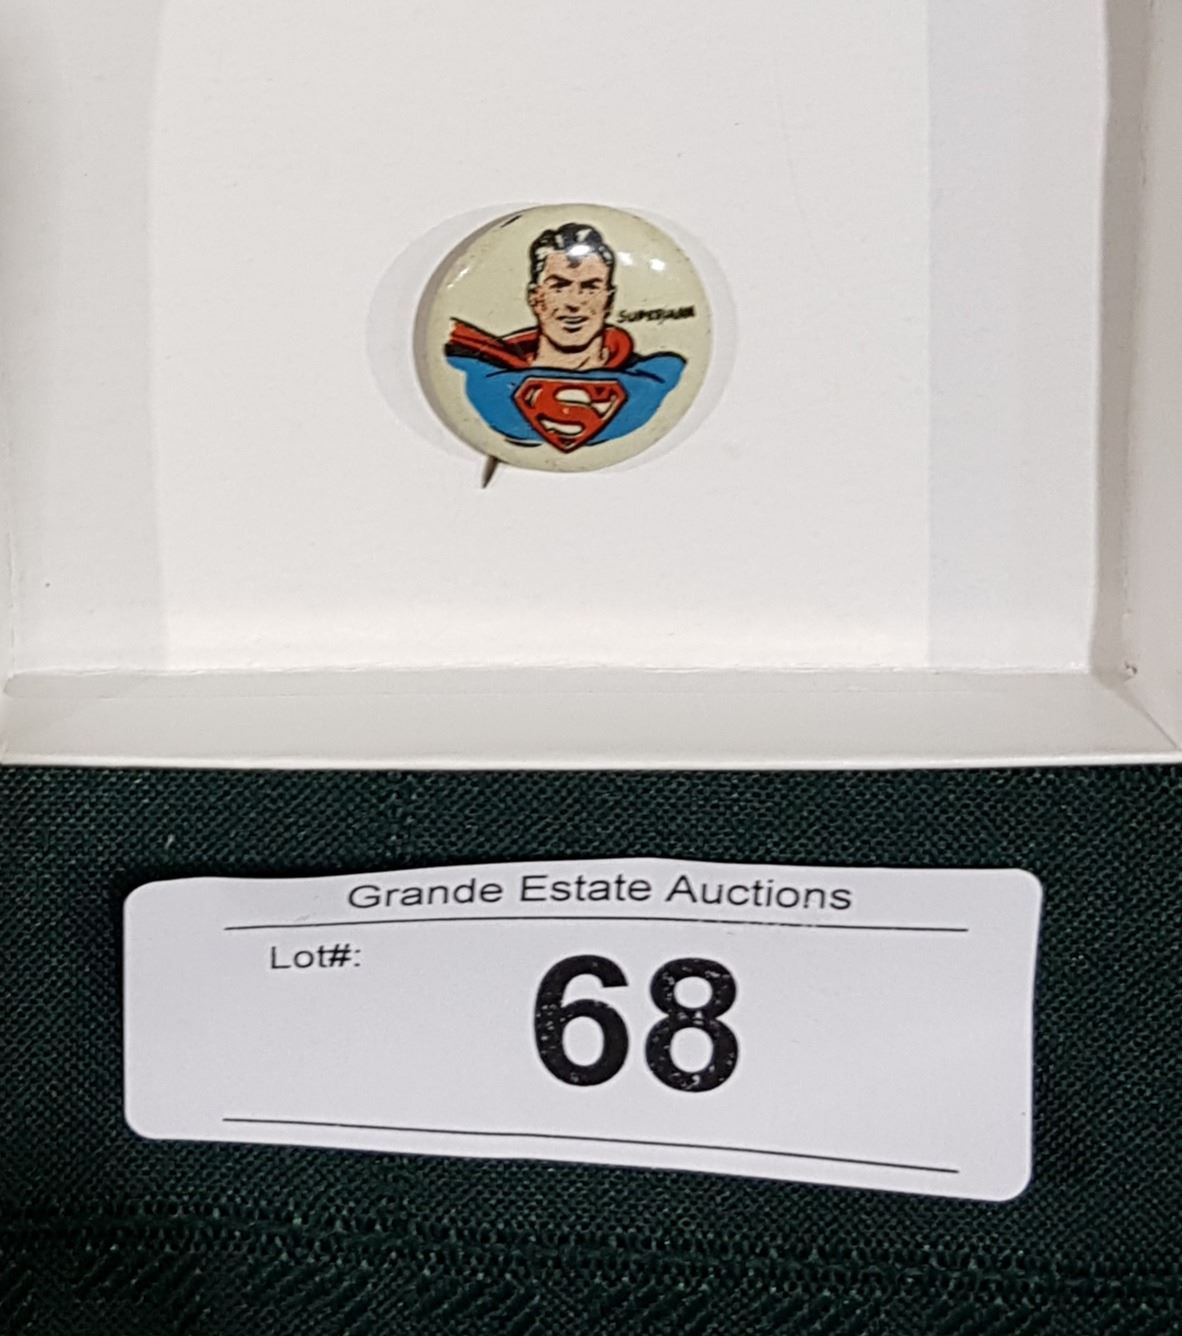 SUPERMAN
S
Grande Estate Auctions
Lot#:
68